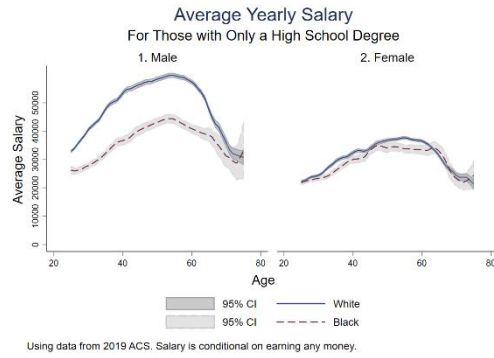 Average Yearly Salary
For Those with Only a High School Degree
1. Male
2. Female
Average Salary
50000
40000
30000
20000
10000
0
20 40 60 80
20 40 60 80
Age
95% CI White
95% CI Black
Using data from 2019 ACS. Salary is conditional on earning any money.